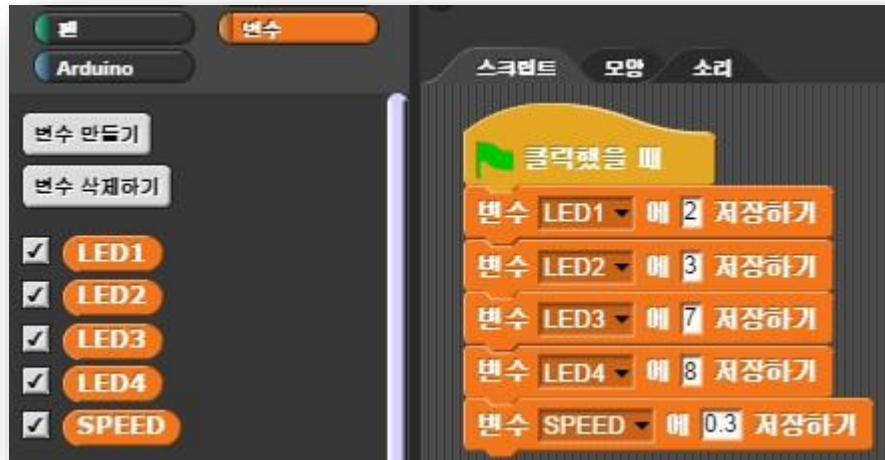 펜 변수
Arduino
변수 만들기
변수 삭제하기
LED1
LED2
LED3
LED4
SPEED
스크립트 모양 소리
클릭했을 때
변수 LED1 에 2 저장하기
변수 LED2 에 3 저장하기
변수 LED3 에 7 저장하기
변수 LED4 에 8 저장하기
변수 SPEED 에 0.3 저장하기